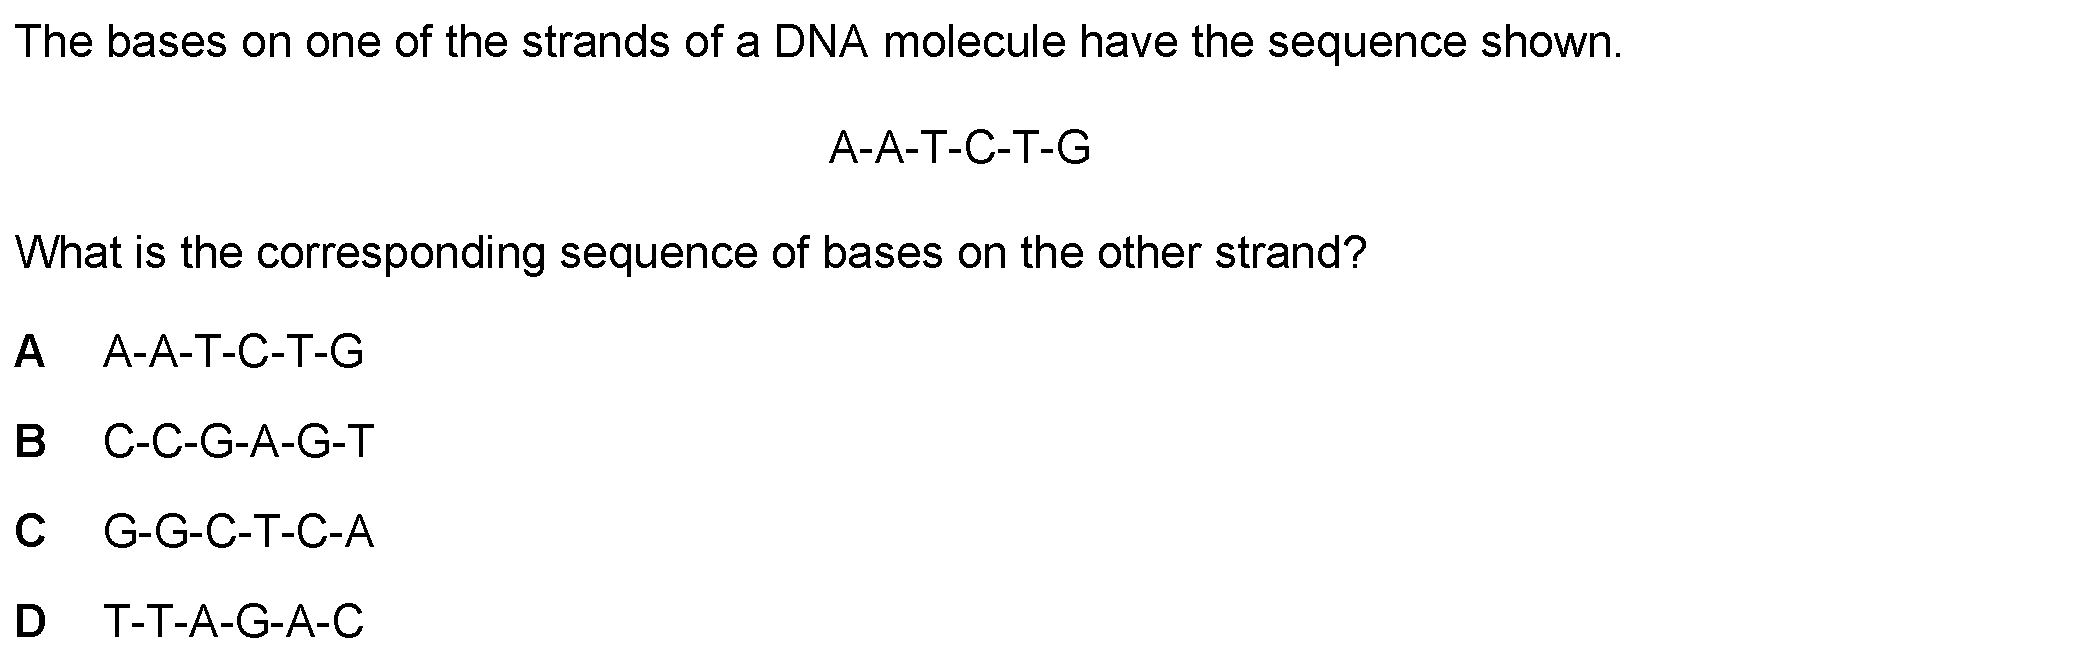 The bases on one of the strands of a DNA molecule have the sequence shown.
A-A-T-C-T-G
What is the corresponding sequence of bases on the other strand?
A A-A-T-C-T-G
B C-C-G-A-G-T
C G-G-C-T-C-A
D T-T-A-G-A-C